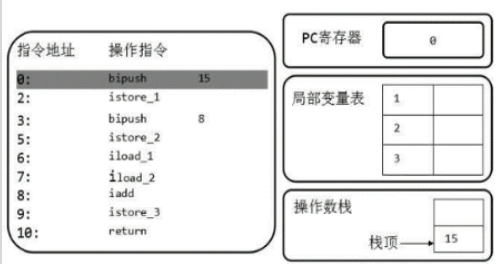 指令地址 操作指令
0: bipush 15
2: istore_1
3: bipush 8
5: istore_2
6: iload_1
7: iload_2
8: iadd
9: istore_3
10: return
PC寄存器 0
局部变量表
1
2
3
操作数栈
栈顶 15